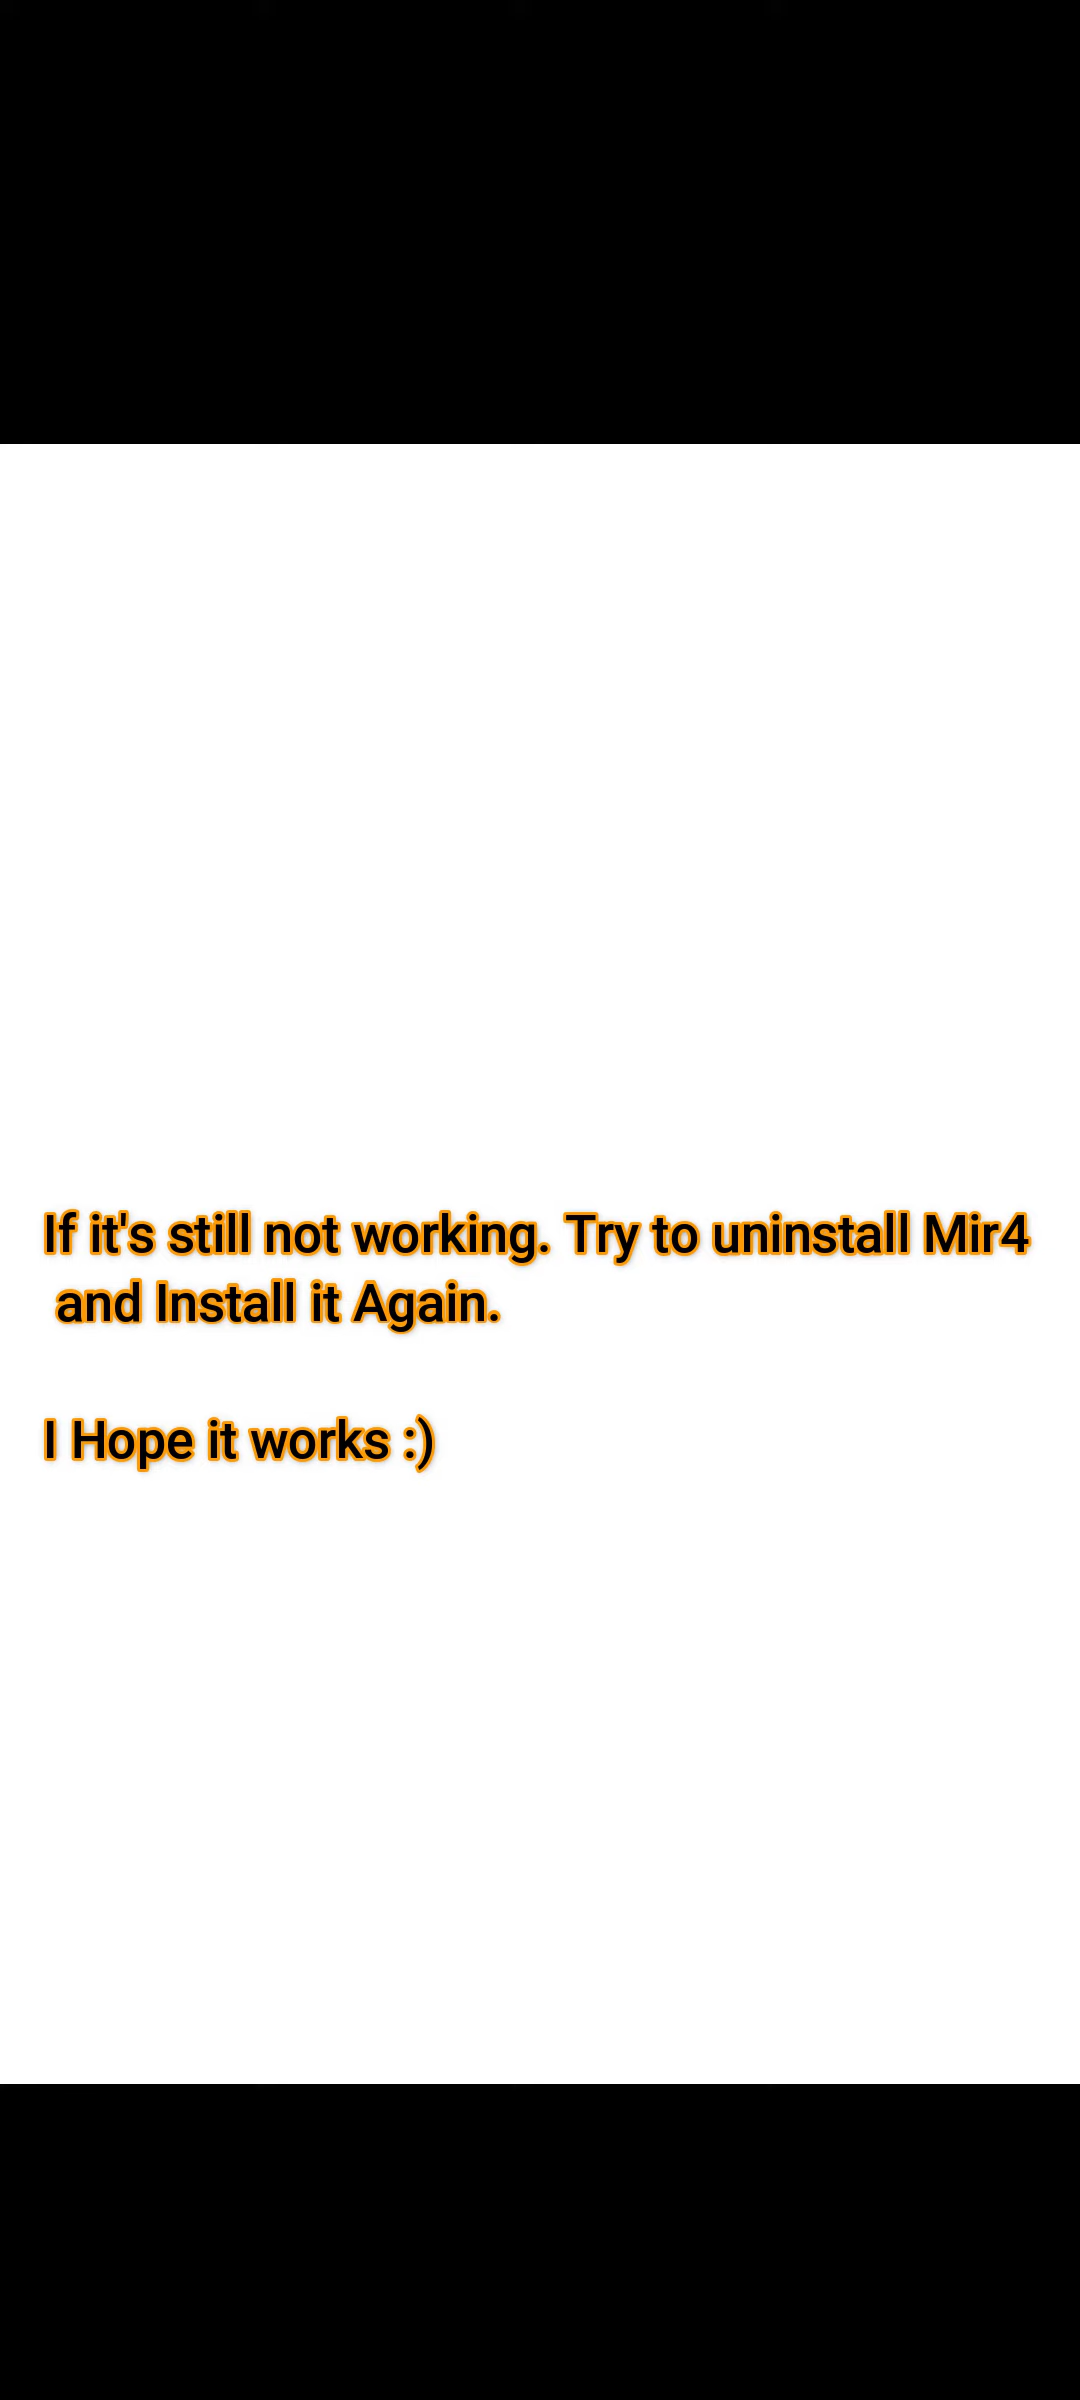 If it's still not working. Try to uninstall Mir4
and Install it Again.
I Hope it works :)